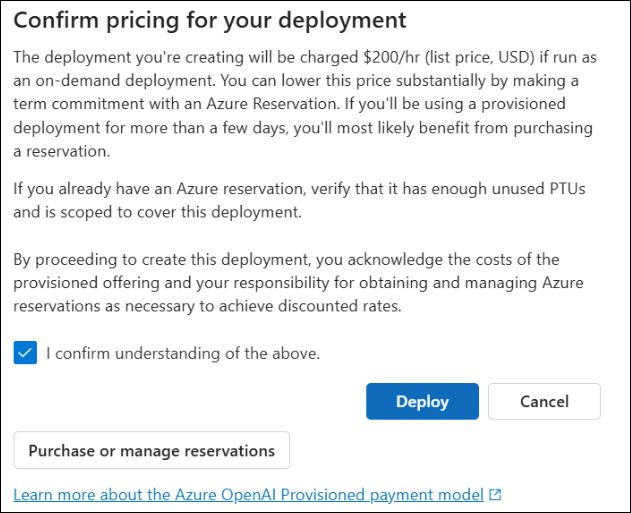 Confirm pricing for your deployment
The deployment you're creating will be charged $200/hr (list price, USD) if run as
an on-demand deployment. You can lower this price substantially by making a
term commitment with an Azure Reservation. If you'll be using a provisioned
deployment for more than a few days, you'll most likely benefit from purchasing
a reservation.
If you already have an Azure reservation, verify that it has enough unused PTUs
and is scoped to cover this deployment.
By proceeding to create this deployment, you acknowledge the costs of the
provisioned offering and your responsibility for obtaining and managing Azure
reservations as necessary to achieve discounted rates.
I confirm understanding of the above.
Deploy
Cancel
Purchase or manage reservations
Learn more about the Azure OpenAI Provisioned payment model